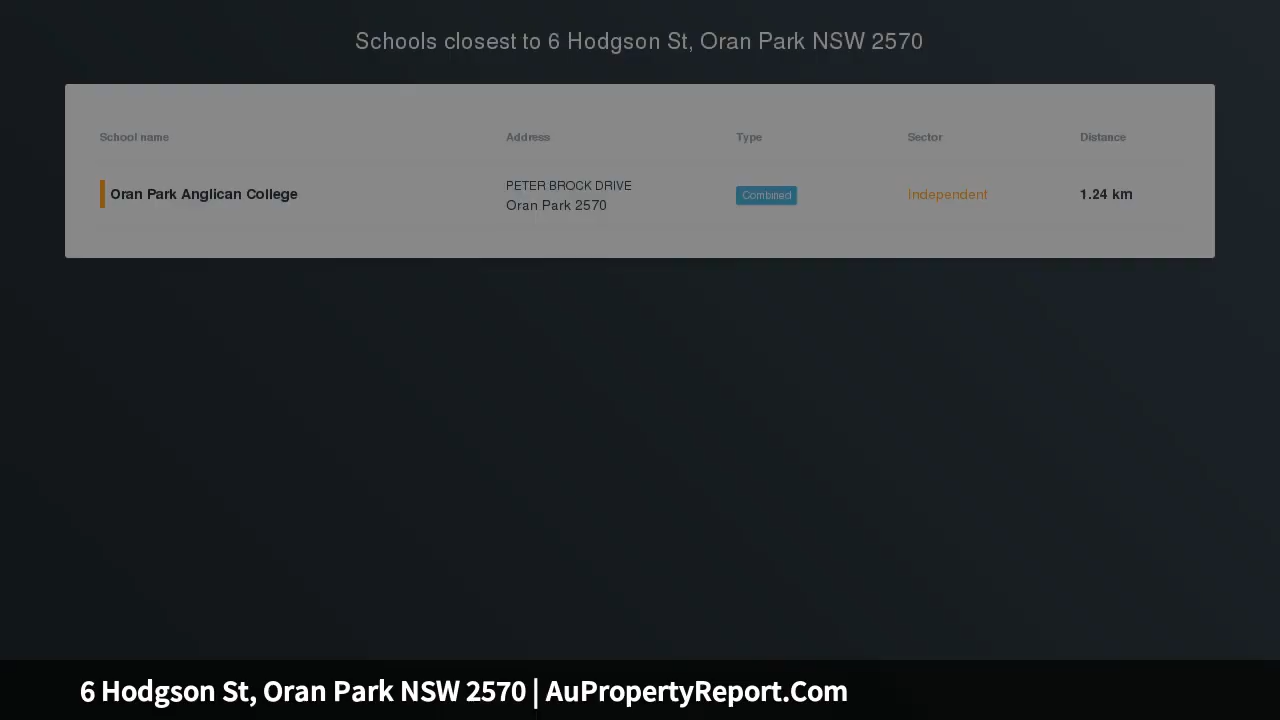 Schools closest to 6 Hodgson St, Oran Park NSW 2570
School name Address Type Sector Distance
Oran Park Anglican College PETER BROCK DRIVE Combined Independent 1.24 km
Oran Park 2570
6 Hodgson St, Oran Park NSW 2570 | AuPropertyReport.Com